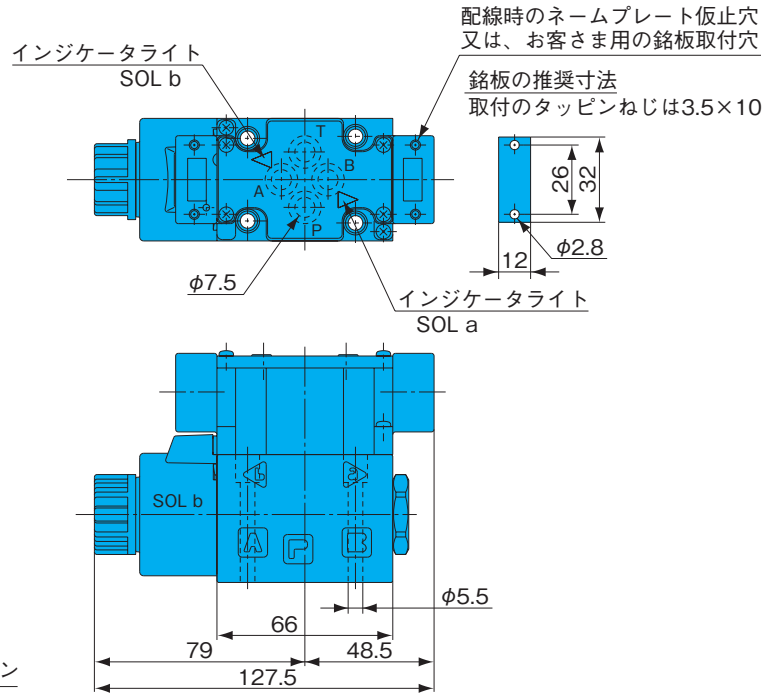 配線時のネームプレート仮止穴
又は、お客さま用の銘板取付穴
インジケータライト
SOL b
銘板の推奨寸法
取付のタッピンねじは3.5×10
T
B
A
P
26
32
12
φ2.8
φ7.5
インジケータライト
SOL a
SOL b
b
a
A
P
B
φ5.5
66
79
48.5
127.5
ン